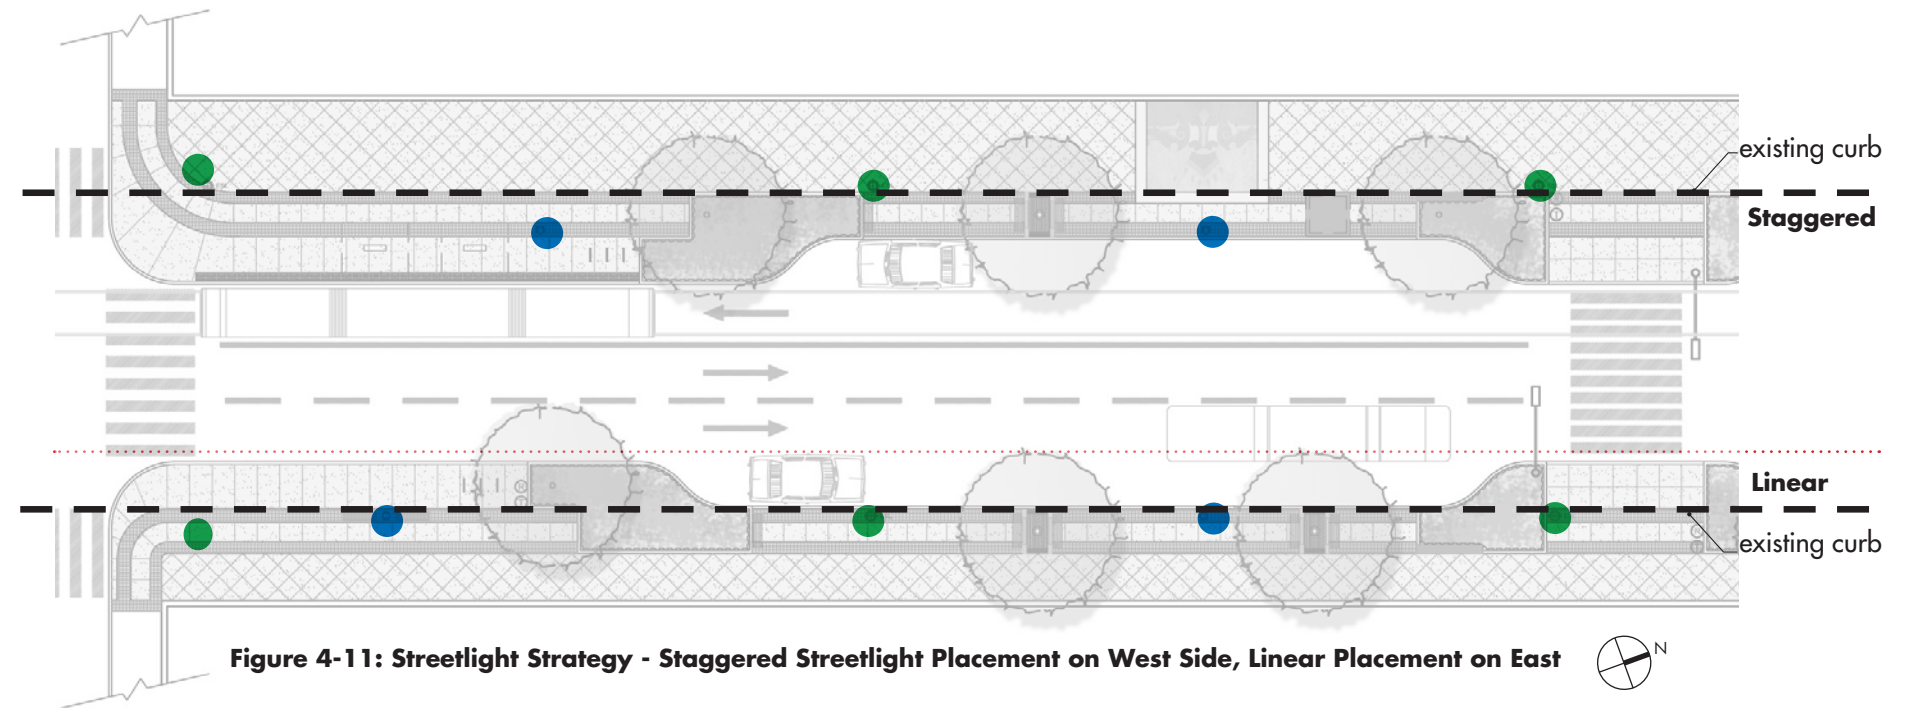 existing curb
Staggered
Linear
existing curb
Figure 4-11: Streetlight Strategy - Staggered Streetlight Placement on West Side, Linear Placement on East
N